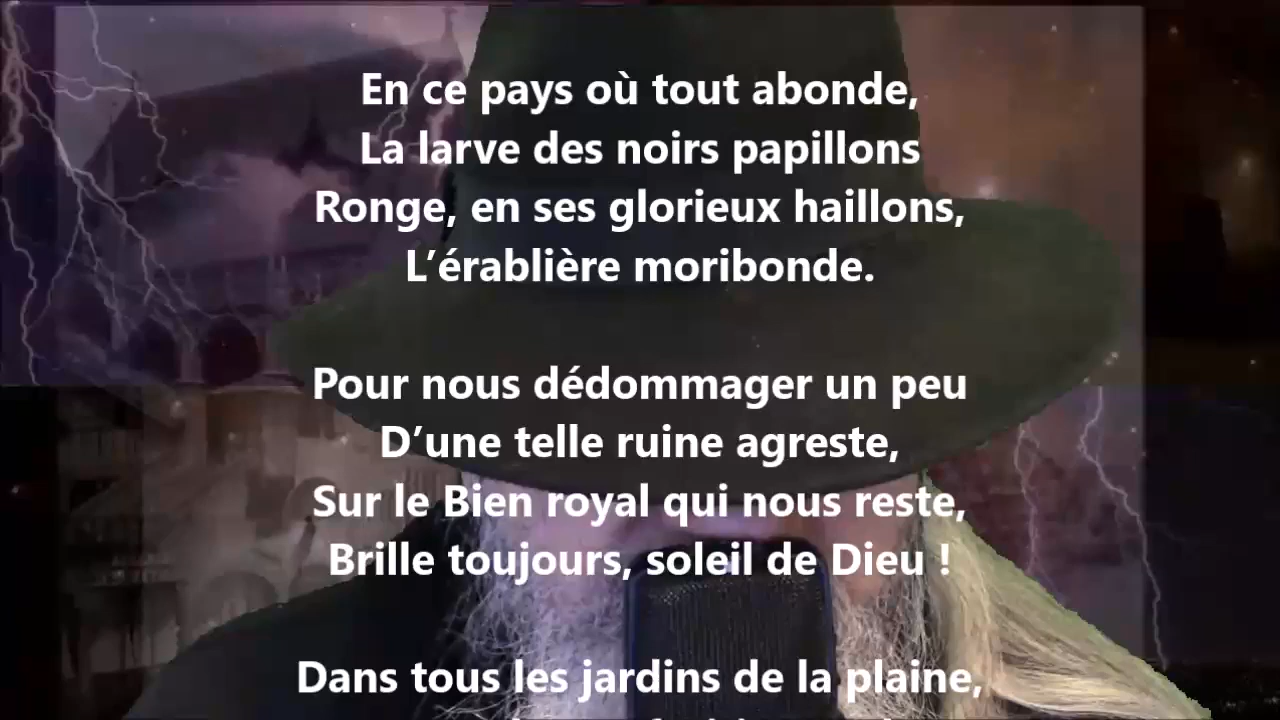 En ce pays où tout abonde,
La larve des noirs papillons
Ronge, en ses glorieux haillons,
L’érablière moribonde.
Pour nous dédommager un peu
D’une telle ruine agreste,
Sur le Bien royal qui nous reste,
Brille toujours, soleil de Dieu !
Dans tous les jardins de la plaine,